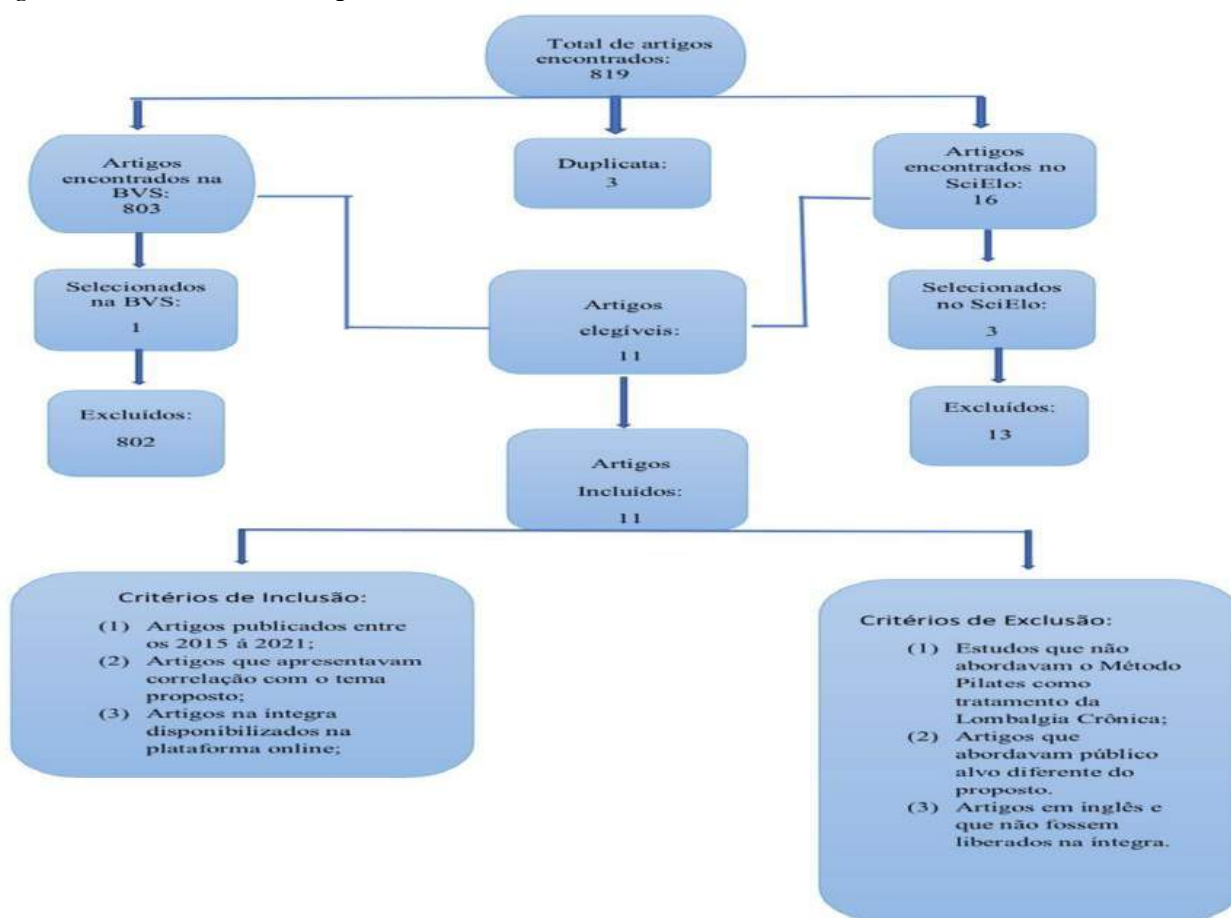 Total de artigos
encontrados:
819
Artigos
encontrados na
BVS:
803
Duplicata:
3
Artigos
encontrados no
SciElo:
16
Selecionados
na BVS:
1
Artigos
elegíveis:
11
Selecionados
no SciElo:
3
Excluídos:
802
Excluídos:
13
Artigos
Incluídos:
11
Critérios de Inclusão:
(1) Artigos publicados entre
os 2015 á 2021;
(2) Artigos que apresentavam
correlação com o tema
proposto;
(3) Artigos na íntegra
disponibilizados na
plataforma online;
Critérios de Exclusão:
(1) Estudos que não
abordavam o Método
Pilates como
tratamento da
Lombalgia Crônica;
(2) Artigos que
abordavam público
alvo diferente do
proposto.
(3) Artigos em inglês e
que não fossem
liberados na íntegra.